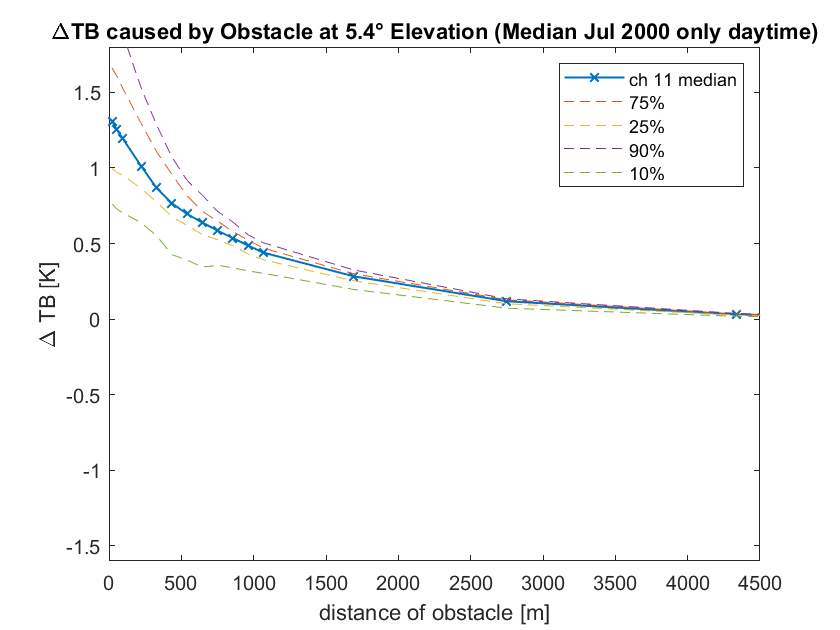 ΔTB caused by Obstacle at 5.4° Elevation (Median Jul 2000 only daytime)
ch 11 median
75%
25%
90%
10%
1.5
1
0.5
0
-0.5
-1
-1.5
Δ TB [K]
0 500 1000 1500 2000 2500 3000 3500 4000 4500
distance of obstacle [m]